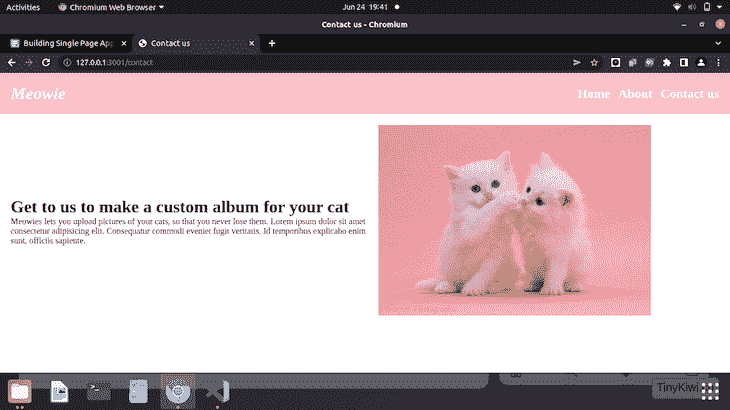 Activities Chromium Web Browser Jun 24 19:41
Contact us - Chromium
Building Single Page App Contact us
127.0.0.1:3001/contact
Meowie Home About Contact us
Get to us to make a custom album for your cat
Meowies lets you upload pictures of your cats, so that you never lose them. Lorem ipsum dolor sit amet
consectetur adipisicing elit. Consequatur commodi eveniet fugit veritatis. Id temporibus explicabo enim
sunt, officiis sapiente.
TinyKiwi